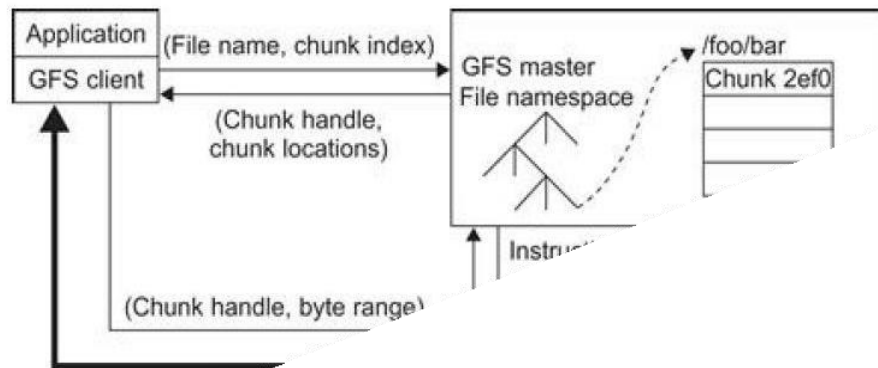 Application
GFS client
(File name, chunk index)
(Chunk handle,
chunk locations)
GFS master
File namespace
/foo/bar
Chunk 2ef0
(Chunk handle, byte range)